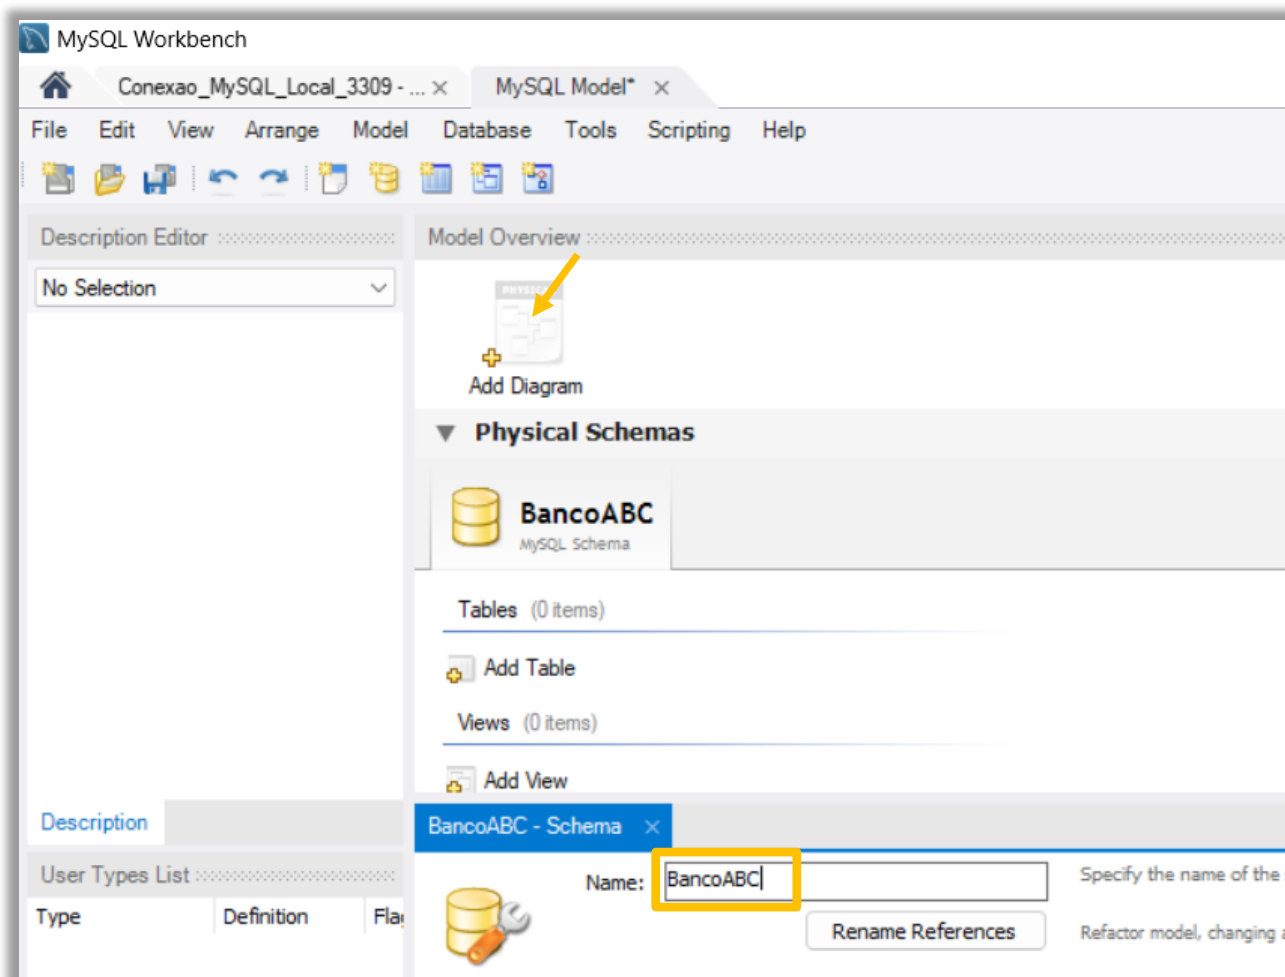 MySQL Workbench
Conexao_MySQL_Local_3309 - ... × MySQL Model* ×
File Edit View Arrange Model Database Tools Scripting Help
Description Editor
Model Overview
No Selection
PHYSICAL
Add Diagram
Physical Schemas
BancoABC
MySQL Schema
Tables (0 items)
Add Table
Views (0 items)
Add View
Description
BancoABC - Schema ×
User Types List
Type Definition Flag
Name: BancoABC
Specify the name of the
Rename References
Refactor model, changing a